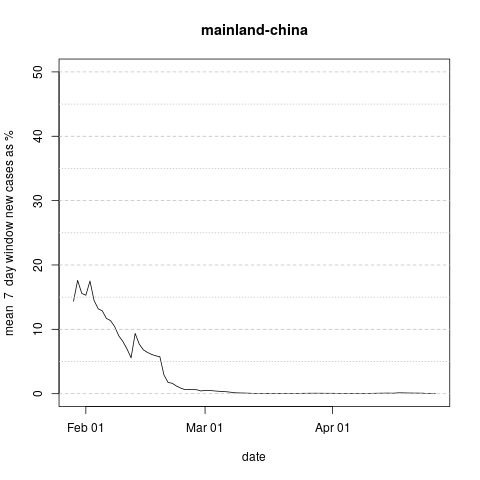 mainland-china
mean 7 day window new cases as %
50
40
30
20
10
0
Feb 01
Mar 01
Apr 01
date